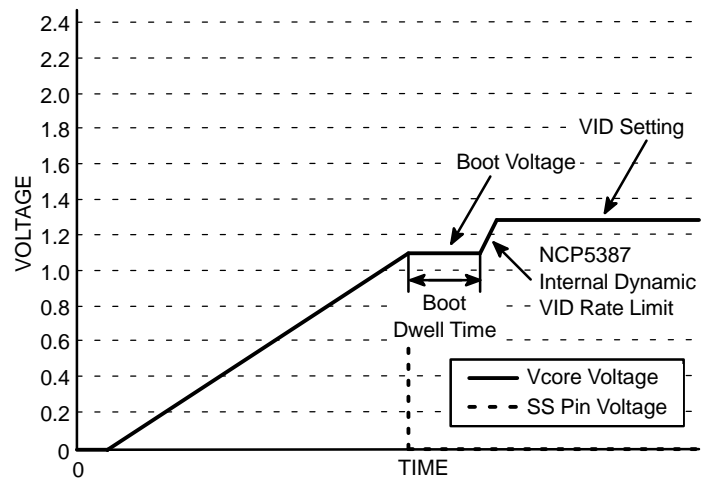 2.4
2.2
2.0
1.8
1.6
1.4
1.2
1.0
0.8
0.6
0.4
0.2
0
VOLTAGE
VID Setting
Boot Voltage
NCP5387
Internal Dynamic
VID Rate Limit
Boot
Dwell Time
Vcore Voltage
SS Pin Voltage
0
TIME